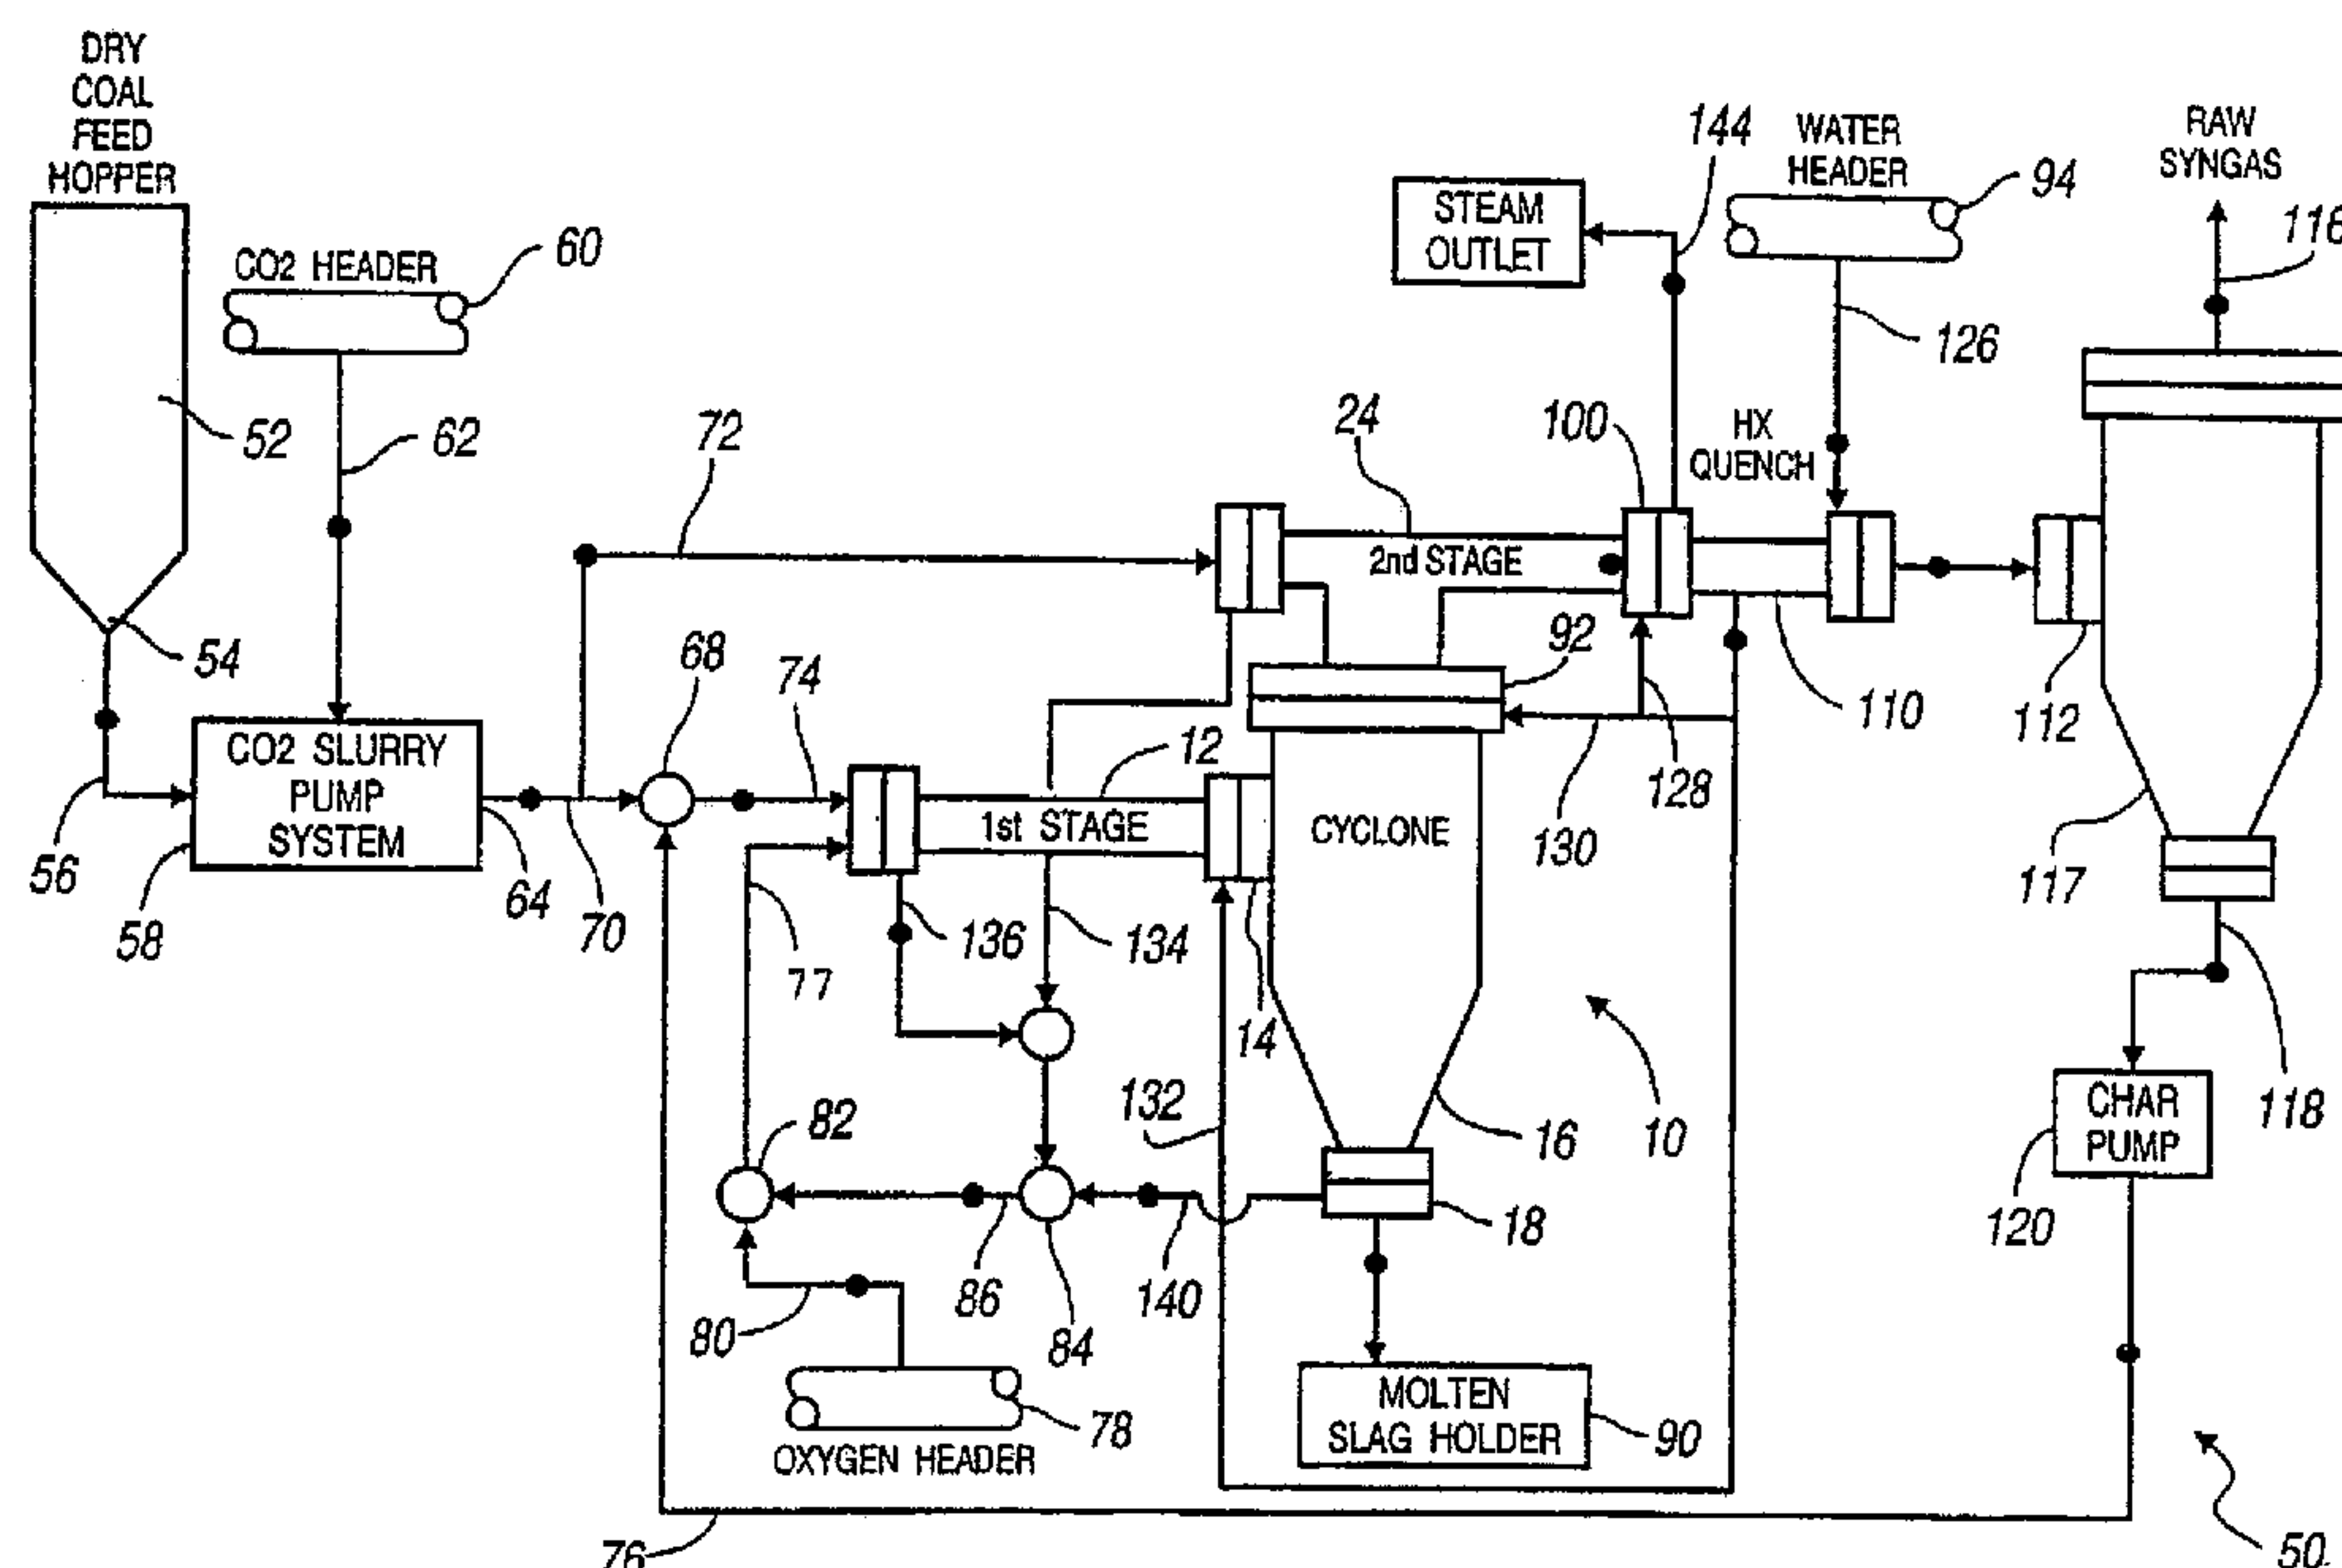 DRY
COAL
FEED
HOPPER
CO2 HEADER
60
52
62
54
56
CO2 SLURRY
PUMP
SYSTEM
58
64
70
72
68
74
77
136
134
12
1st STAGE
14
CYCLONE
24
2nd STAGE
100
92
STEAM
OUTLET
144
WATER
HEADER
94
126
HX
QUENCH
128
130
110
112
RAW
SYNGAS
116
117
118
CHAR
PUMP
120
10
16
18
132
140
82
86
84
80
78
OXYGEN HEADER
MOLTEN
SLAG HOLDER
90
76
50